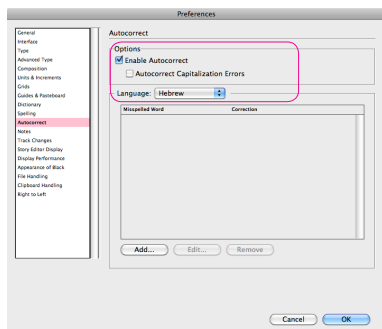 Preferences
General
Interface
Type
Advanced Type
Composition
Units & Increments
Grids
Guides & Pasteboard
Dictionary
Spelling
Autocorrect
Notes
Track Changes
Story Editor Display
Display Performance
Appearance of Black
File Handling
Clipboard Handling
Right to Left
Autocorrect
Options
Enable Autocorrect
Autocorrect Capitalization Errors
Language: Hebrew
Misspelled Word Correction
Add... Edit... Remove
Cancel OK